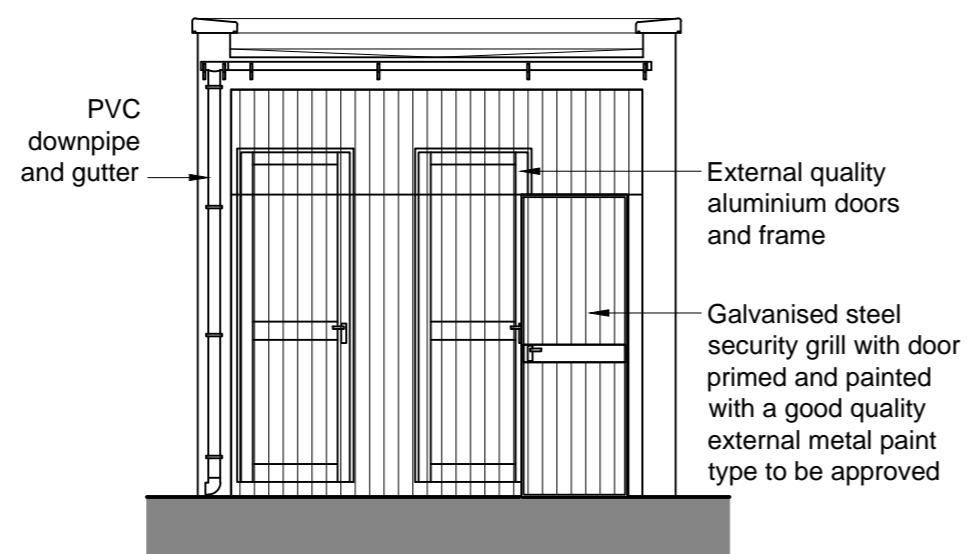 PVC
downpipe
and gutter
External quality
aluminium doors
and frame
Galvanised steel
security grill with door
primed and painted
with a good quality
external metal paint
type to be approved